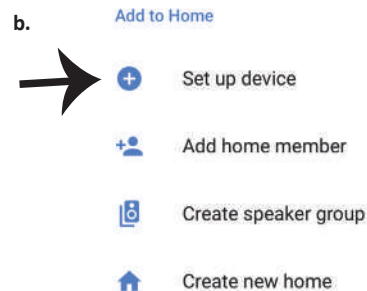 Add to Home
b.
Set up device
Add home member
Create speaker group
Create new home